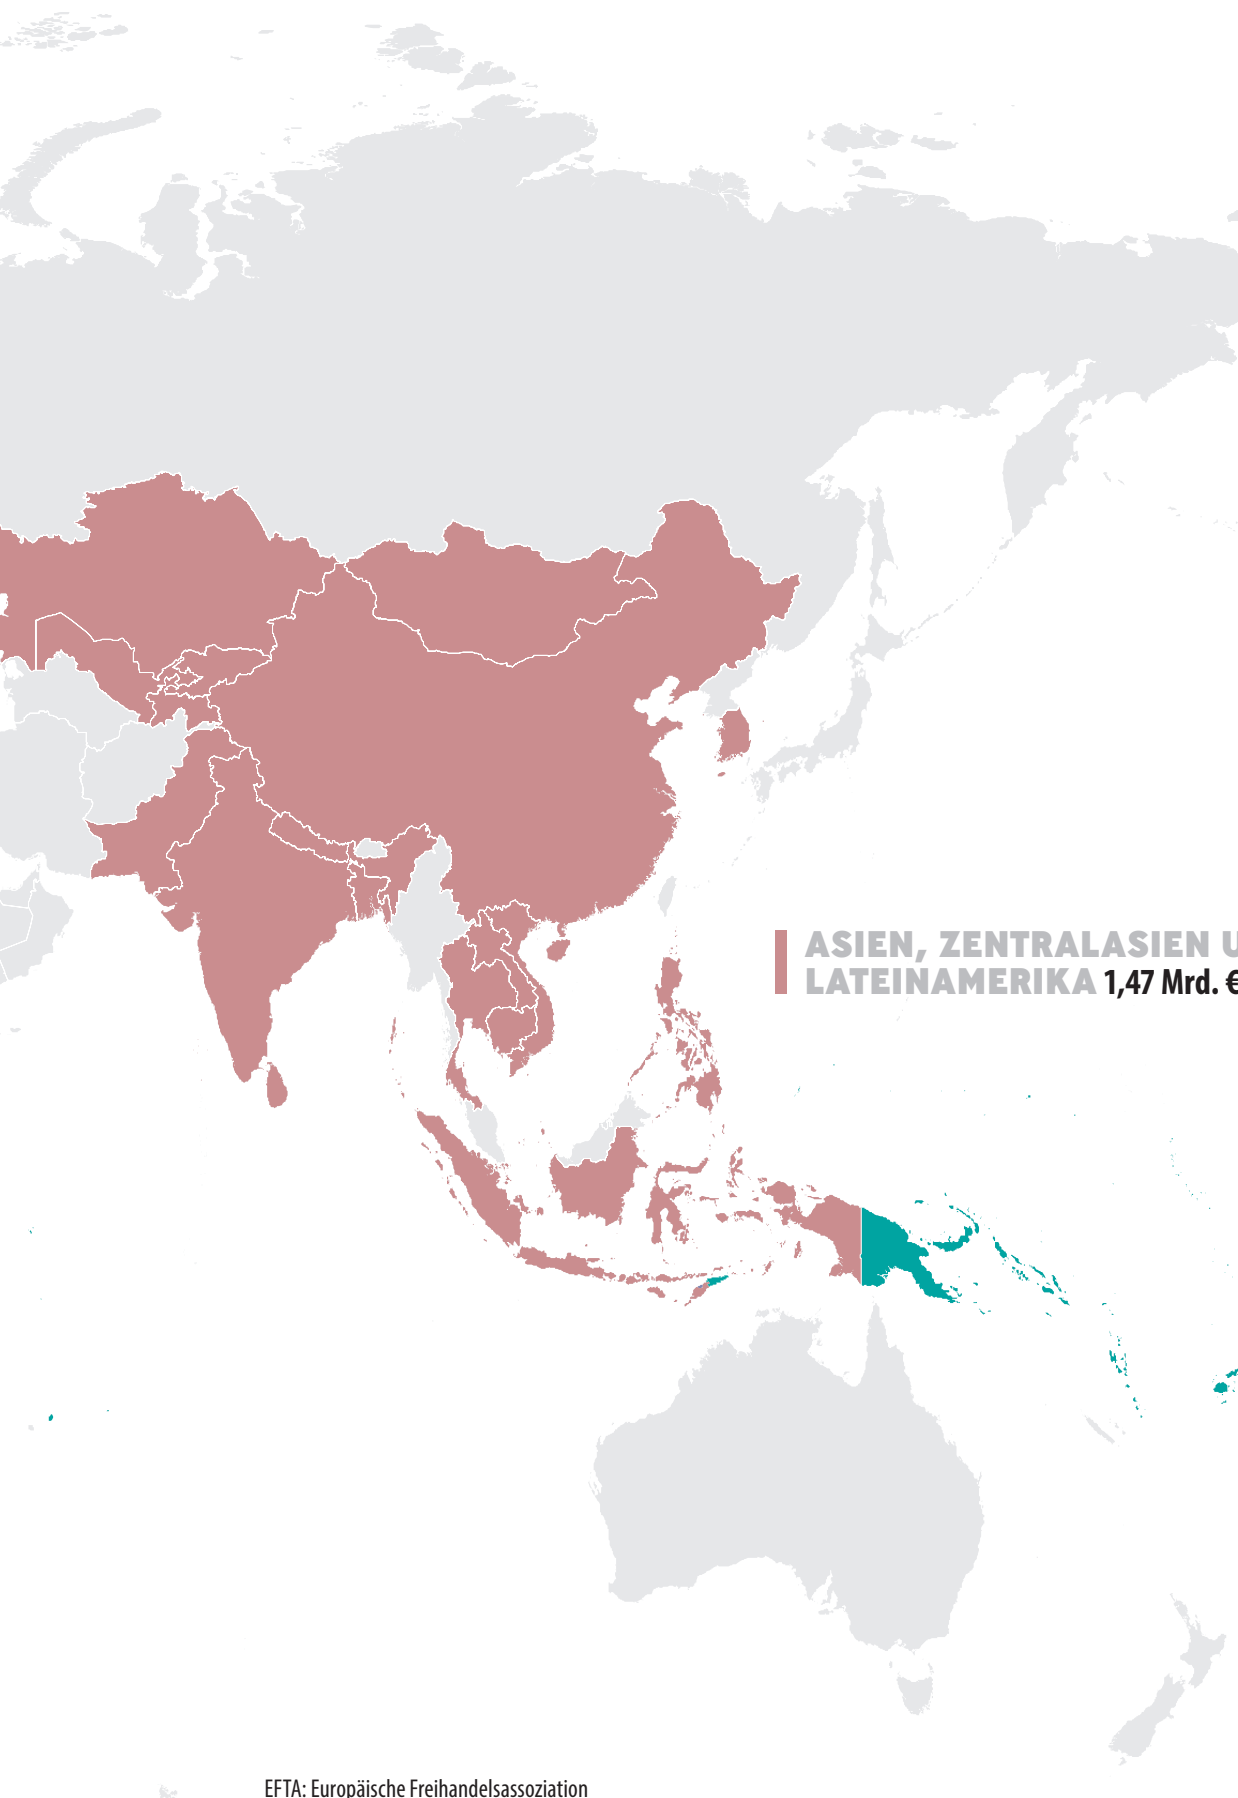 ASIEN, ZENTRALASIEN U
LATEINAMERIKA 1,47 Mrd. €
EFTA: Europäische Freihandelsassoziation